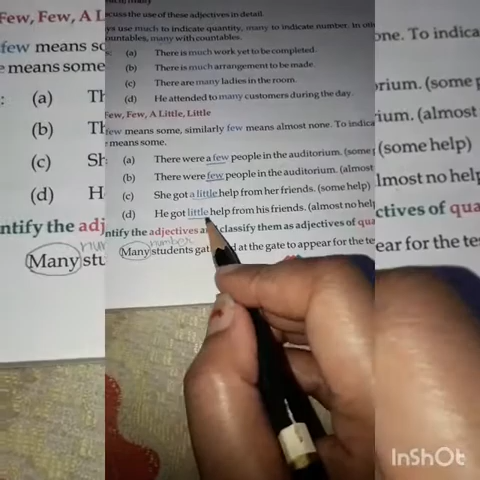 cuss the use of these adjectives in detail.
use much to indicate quantity, many to indicate number. In
countables, many with countables.
(a) There is much work yet to be completed.
(b) There is much arrangement to be made.
(c) There are many ladies in the room.
(d) He attended to many customers during the day.
Few, Few, A Little, Little
few means some, similarly few means almost none. To indica
means some.
(a) There were a few people in the auditorium. (some
(b) There were few people in the auditorium. (almost
(c) She got a little help from her friends. (some help)
(d) He got little help from his friends. (almost no hel
ntify the adjectives and classify them as adjectives of qua
number
Many students gat at the gate to appear for the te
InShOt